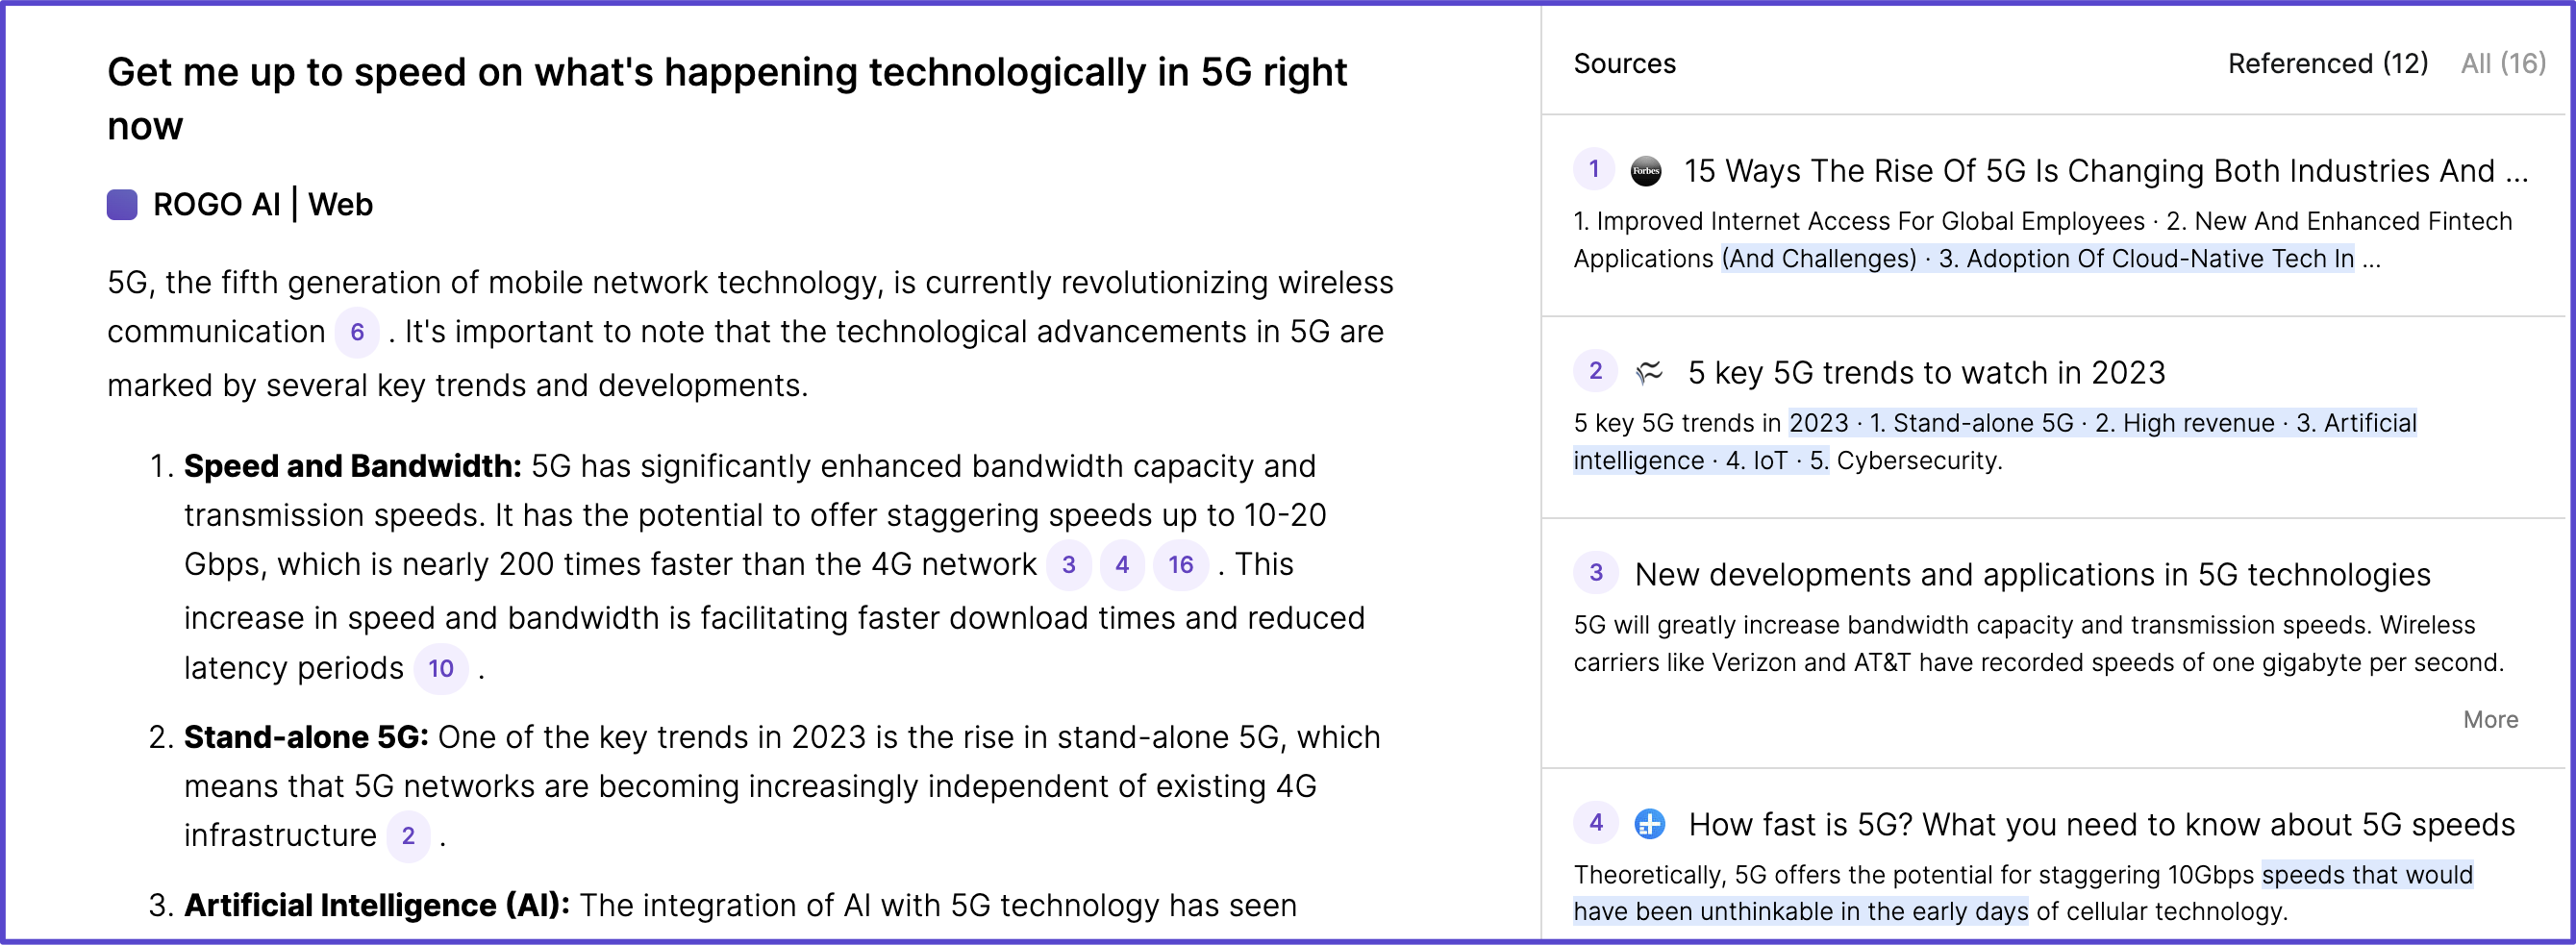 Get me up to speed on what's happening technologically in 5G right
now
ROGO AI | Web
5G, the fifth generation of mobile network technology, is currently revolutionizing wireless
communication 6 . It's important to note that the technological advancements in 5G are
marked by several key trends and developments.
1. Speed and Bandwidth: 5G has significantly enhanced bandwidth capacity and
transmission speeds. It has the potential to offer staggering speeds up to 10-20
Gbps, which is nearly 200 times faster than the 4G network 3 4 16 . This
increase in speed and bandwidth is facilitating faster download times and reduced
latency periods 10 .
2. Stand-alone 5G: One of the key trends in 2023 is the rise in stand-alone 5G, which
means that 5G networks are becoming increasingly independent of existing 4G
infrastructure 2 .
3. Artificial Intelligence (AI): The integration of AI with 5G technology has seen
Sources Referenced (12) All (16)
1 Forbes 15 Ways The Rise Of 5G Is Changing Both Industries And ...
1. Improved Internet Access For Global Employees · 2. New And Enhanced Fintech
Applications (And Challenges) · 3. Adoption Of Cloud-Native Tech In ...
2 5 key 5G trends to watch in 2023
5 key 5G trends in 2023 · 1. Stand-alone 5G · 2. High revenue · 3. Artificial
intelligence · 4. IoT · 5. Cybersecurity.
3 New developments and applications in 5G technologies
5G will greatly increase bandwidth capacity and transmission speeds. Wireless
carriers like Verizon and AT&T have recorded speeds of one gigabyte per second.
More
4 How fast is 5G? What you need to know about 5G speeds
Theoretically, 5G offers the potential for staggering 10Gbps speeds that would
have been unthinkable in the early days of cellular technology.